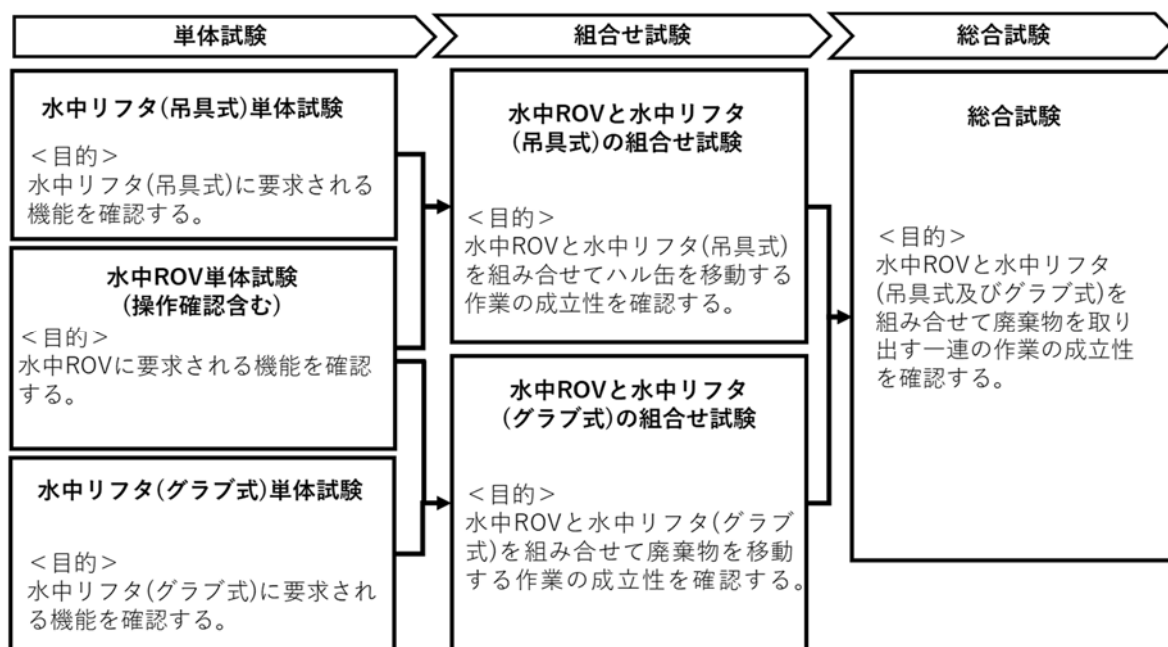 単体試験
組合せ試験
総合試験
水中リフタ(吊具式)単体試験
＜目的＞
水中リフタ(吊具式)に要求される
機能を確認する。
水中ROV単体試験
(操作確認含む)
＜目的＞
水中ROVに要求される機能を確認
する。
水中リフタ(グラブ式)単体試験
＜目的＞
水中リフタ(グラブ式)に要求され
る機能を確認する。
水中ROVと水中リフタ
(吊具式)の組合せ試験
＜目的＞
水中ROVと水中リフタ(吊具式)
を組み合せてハル缶を移動する
作業の成立性を確認する。
水中ROVと水中リフタ
(グラブ式)の組合せ試験
＜目的＞
水中ROVと水中リフタ(グラブ
式)を組み合せて廃棄物を移動
する作業の成立性を確認する。
総合試験
＜目的＞
水中ROVと水中リフタ
(吊具式及びグラブ式)を
組み合せて廃棄物を取り
出す一連の作業の成立性
を確認する。